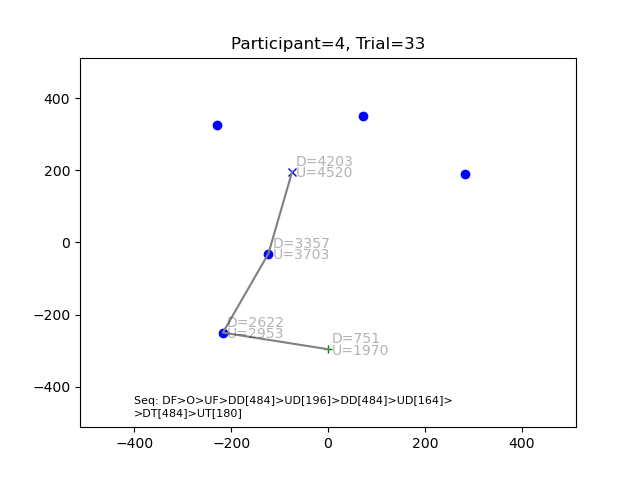 Participant=4, Trial=33
400
200
0
−200
−400
D=4203
U=4520
D=3357
U=3703
D=2622
U=2953
D=751
U=1970
Seq: DF>O>UF>DD[484]>UD[196]>DD[484]>UD[164]>
>DT[484]>UT[180]
−400 −200 0 200 400